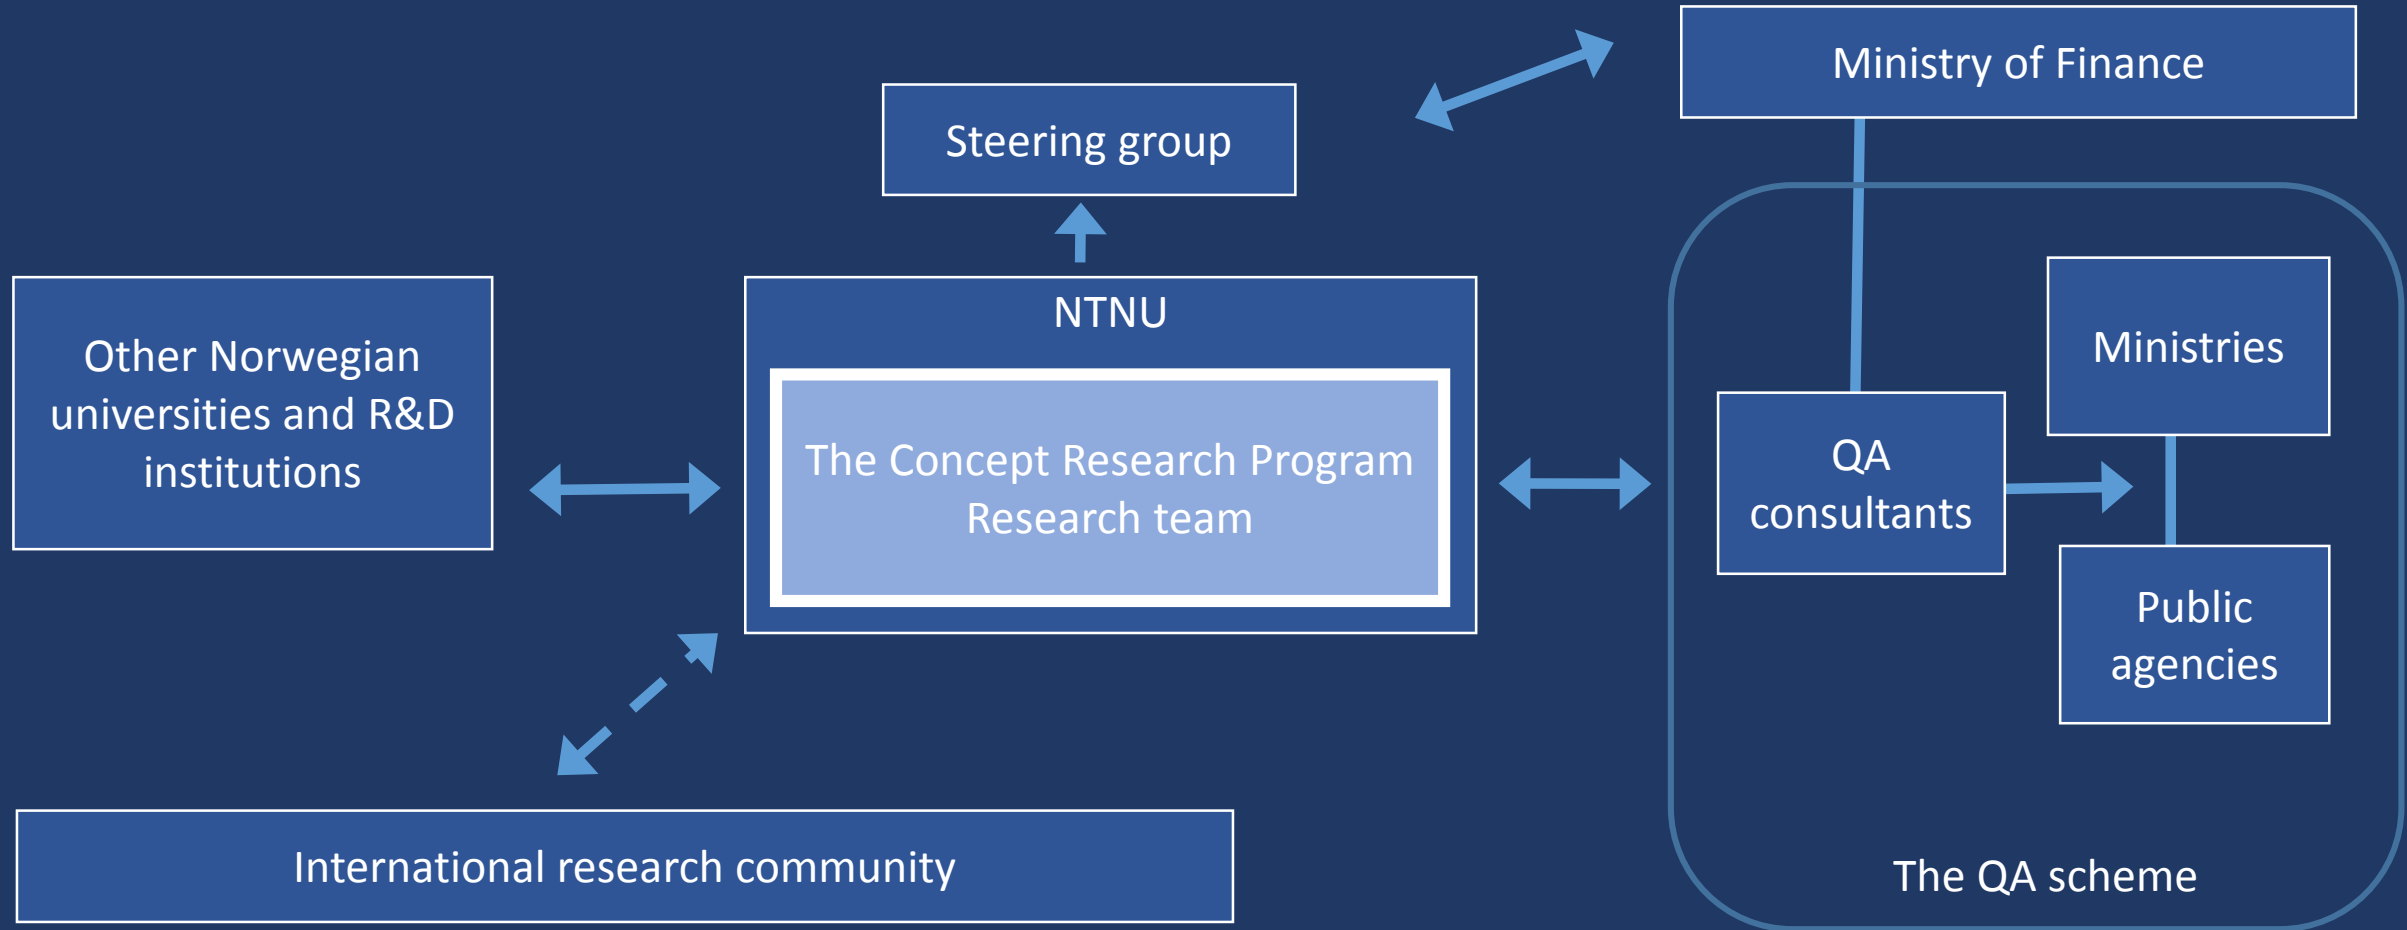 Ministry of Finance
Steering group
NTNU
The Concept Research Program
Research team
Other Norwegian
universities and R&D
institutions
Ministries
QA
consultants
Public
agencies
International research community
The QA scheme